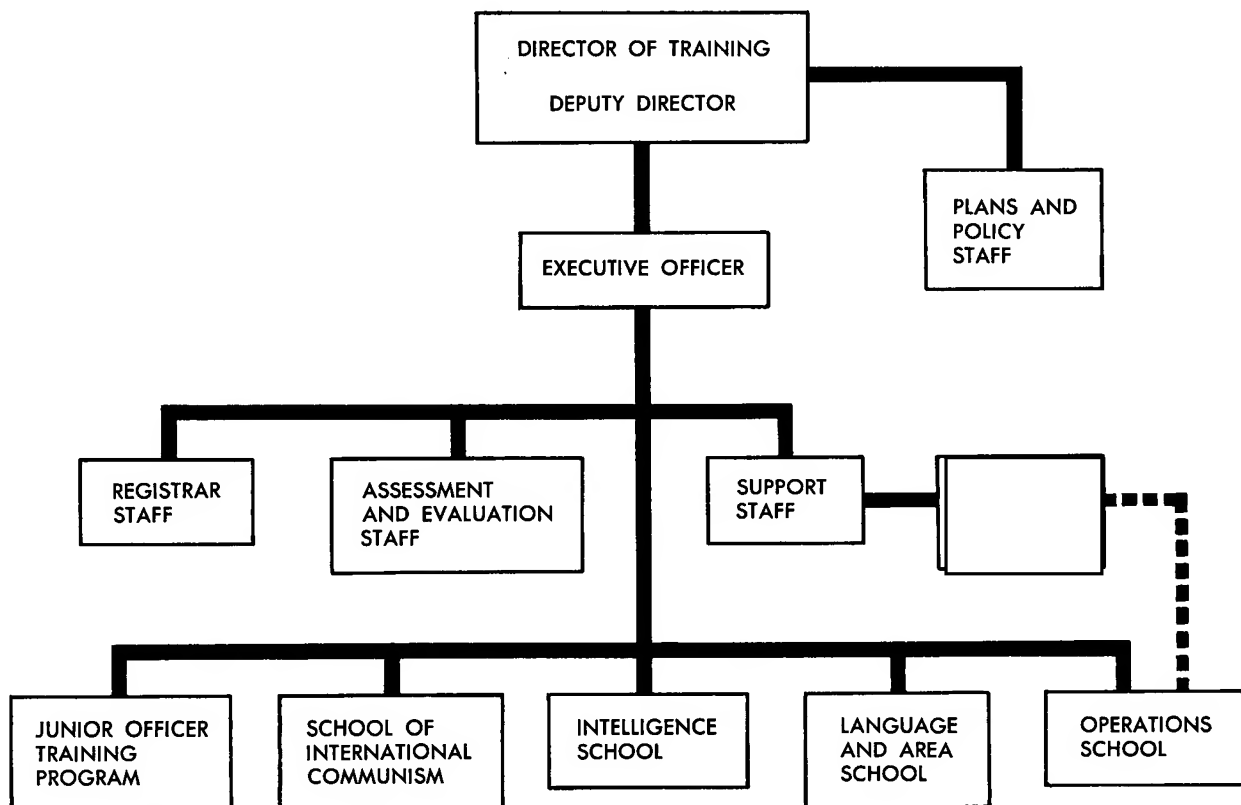 DIRECTOR OF TRAINING
DEPUTY DIRECTOR
PLANS AND
POLICY
STAFF
EXECUTIVE OFFICER
REGISTRAR
STAFF
ASSESSMENT
AND EVALUATION
STAFF
SUPPORT
STAFF
JUNIOR OFFICER
TRAINING
PROGRAM
SCHOOL OF
INTERNATIONAL
COMMUNISM
INTELLIGENCE
SCHOOL
LANGUAGE
AND AREA
SCHOOL
OPERATIONS
SCHOOL